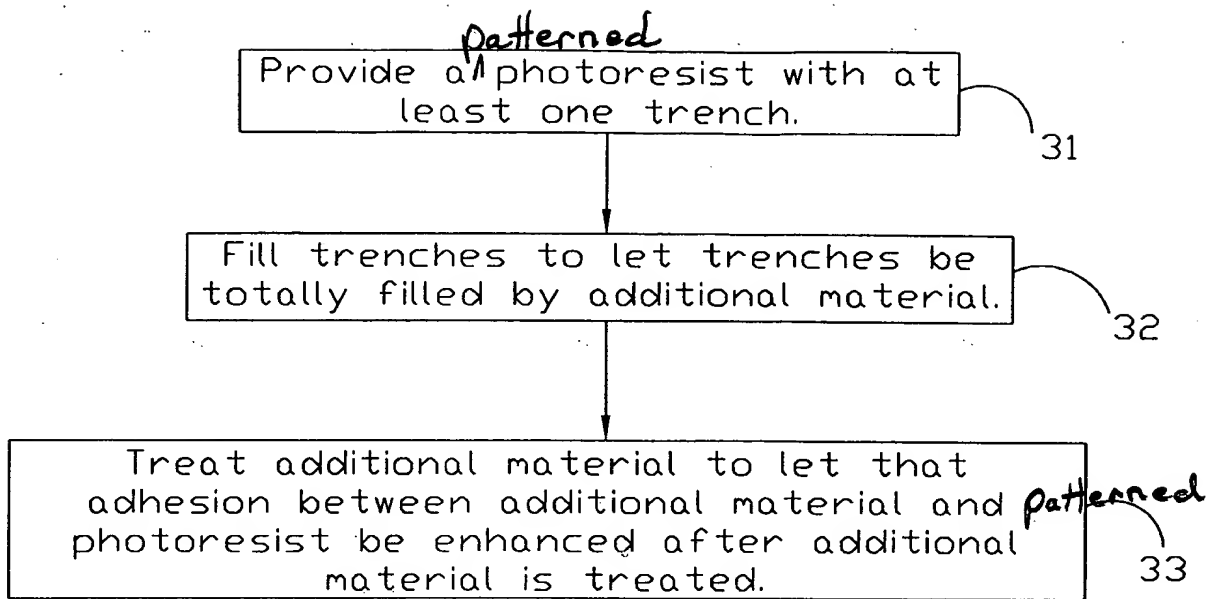 patterned
Provide a ^ photoresist with at
least one trench.
31
Fill trenches to let trenches be
totally filled by additional material.
32
Treat additional material to let that
adhesion between additional material and patterned
photoresist be enhanced after additional
material is treated.
33